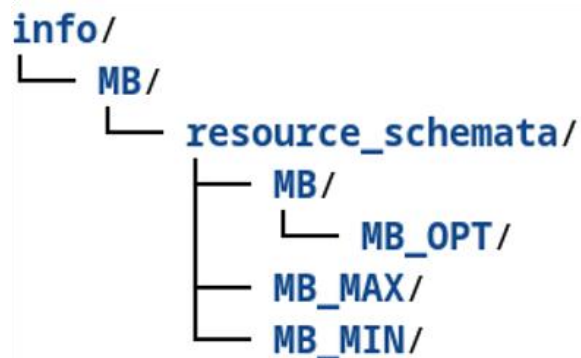 info/
MB/
resource_schemata/
MB/
MB_OPT/
MB_MAX/
MB_MIN/